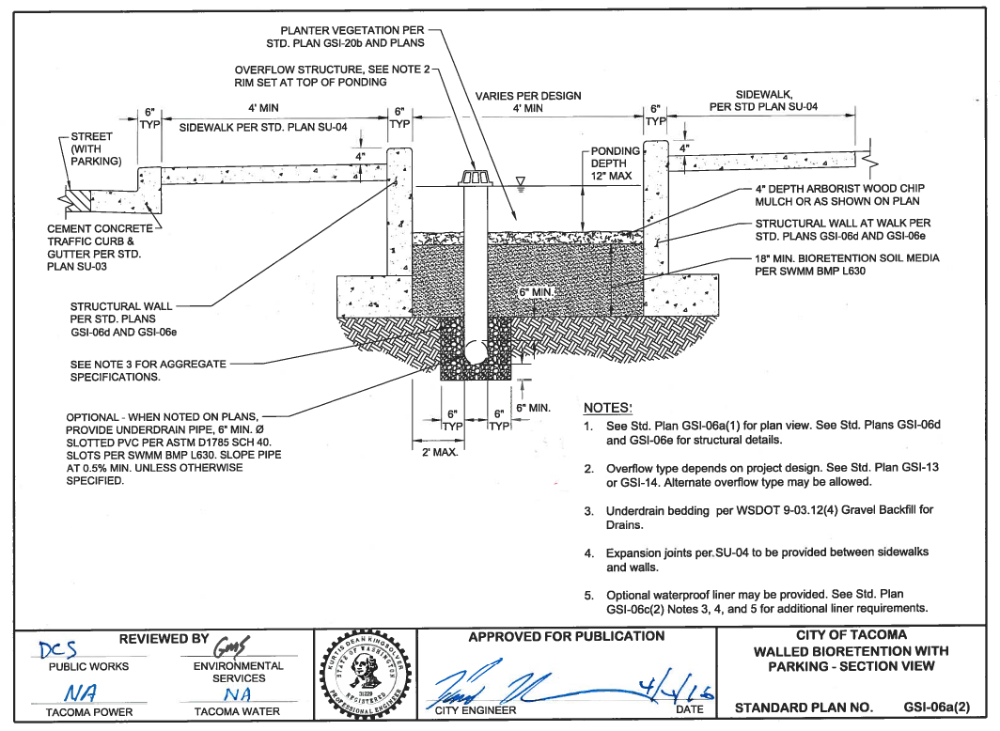 PLANTER VEGETATION PER
STD. PLAN GSI-20b AND PLANS
OVERFLOW STRUCTURE, SEE NOTE 2
RIM SET AT TOP OF PONDING
6"
TYP
4' MIN
SIDEWALK PER STD. PLAN SU-04
6"
TYP
VARIES PER DESIGN
4' MIN
6"
TYP
SIDEWALK,
PER STD PLAN SU-04
STREET
(WITH
PARKING)
4"
4"
PONDING
DEPTH
12" MAX
4" DEPTH ARBORIST WOOD CHIP
MULCH OR AS SHOWN ON PLAN
CEMENT CONCRETE
TRAFFIC CURB &
GUTTER PER STD.
PLAN SU-03
STRUCTURAL WALL AT WALK PER
STD. PLANS GSI-06d AND GSI-06e
18" MIN. BIORETENTION SOIL MEDIA
PER SWMM BMP L630
6" MIN.
STRUCTURAL WALL
PER STD. PLANS
GSI-06d AND GSI-06e
SEE NOTE 3 FOR AGGREGATE
SPECIFICATIONS.
OPTIONAL - WHEN NOTED ON PLANS,
PROVIDE UNDERDRAIN PIPE, 6" MIN. Ø
SLOTTED PVC PER ASTM D1785 SCH 40.
SLOTS PER SWMM BMP L630. SLOPE PIPE
AT 0.5% MIN. UNLESS OTHERWISE
SPECIFIED.
6"
TYP
6"
TYP
6" MIN.
2' MAX.
NOTES:
1. See Std. Plan GSI-06a(1) for plan view. See Std. Plans GSI-06d
and GSI-06e for structural details.
2. Overflow type depends on project design. See Std. Plan GSI-13
or GSI-14. Alternate overflow type may be allowed.
3. Underdrain bedding per WSDOT 9-03.12(4) Gravel Backfill for
Drains.
4. Expansion joints per SU-04 to be provided between sidewalks
and walls.
5. Optional waterproof liner may be provided. See Std. Plan
GSI-06c(2) Notes 3, 4, and 5 for additional liner requirements.
REVIEWED BY
DCS
PUBLIC WORKS
GMS
ENVIRONMENTAL
SERVICES
NA
TACOMA POWER
NA
TACOMA WATER
KURTIS DEAN KINGSOLVER
STATE OF WASHINGTON
31229
REGISTERED
PROFESSIONAL ENGINEER
APPROVED FOR PUBLICATION
4/4/16
CITY ENGINEER
DATE
CITY OF TACOMA
WALLED BIORETENTION WITH
PARKING - SECTION VIEW
STANDARD PLAN NO. GSI-06a(2)